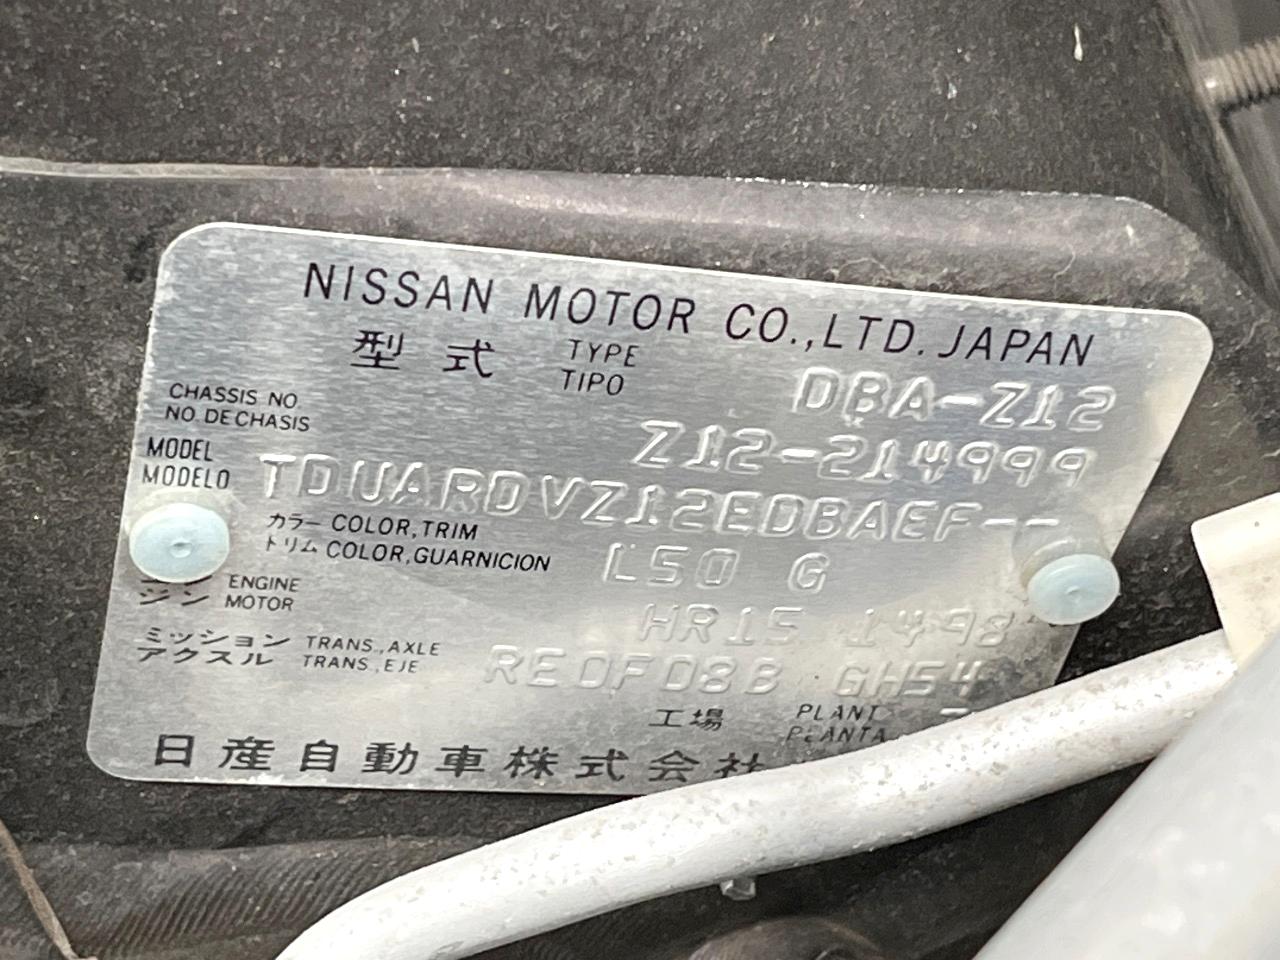 NISSAN MOTOR CO.,LTD. JAPAN
型式 TYPE TIPO DBA-Z12
CHASSIS NO
NO. DE CHASIS Z12-214999
MODEL
MODELO TDUARDVZ12EDBAEF--
カラー COLOR,TRIM
トリム COLOR,GUARNICION L50 G
ENGINE
ジン MOTOR HR15 1498
ミッション TRANS.,AXLE
アクスル TRANS.,EJE RE0F08B GH54
工場 PLANT
PLANTA -
日産自動車株式会社